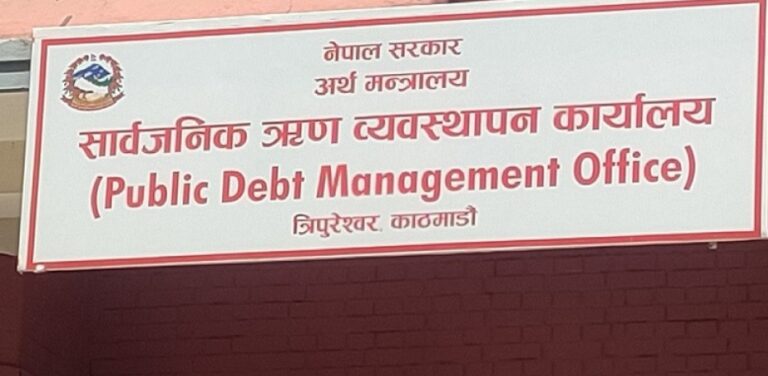 नेपाल सरकार
अर्थ मन्त्रालय
सार्वजनिक ऋण व्यवस्थापन कार्यालय
(Public Debt Management Office)
त्रिपुरेश्वर, काठमाडौ